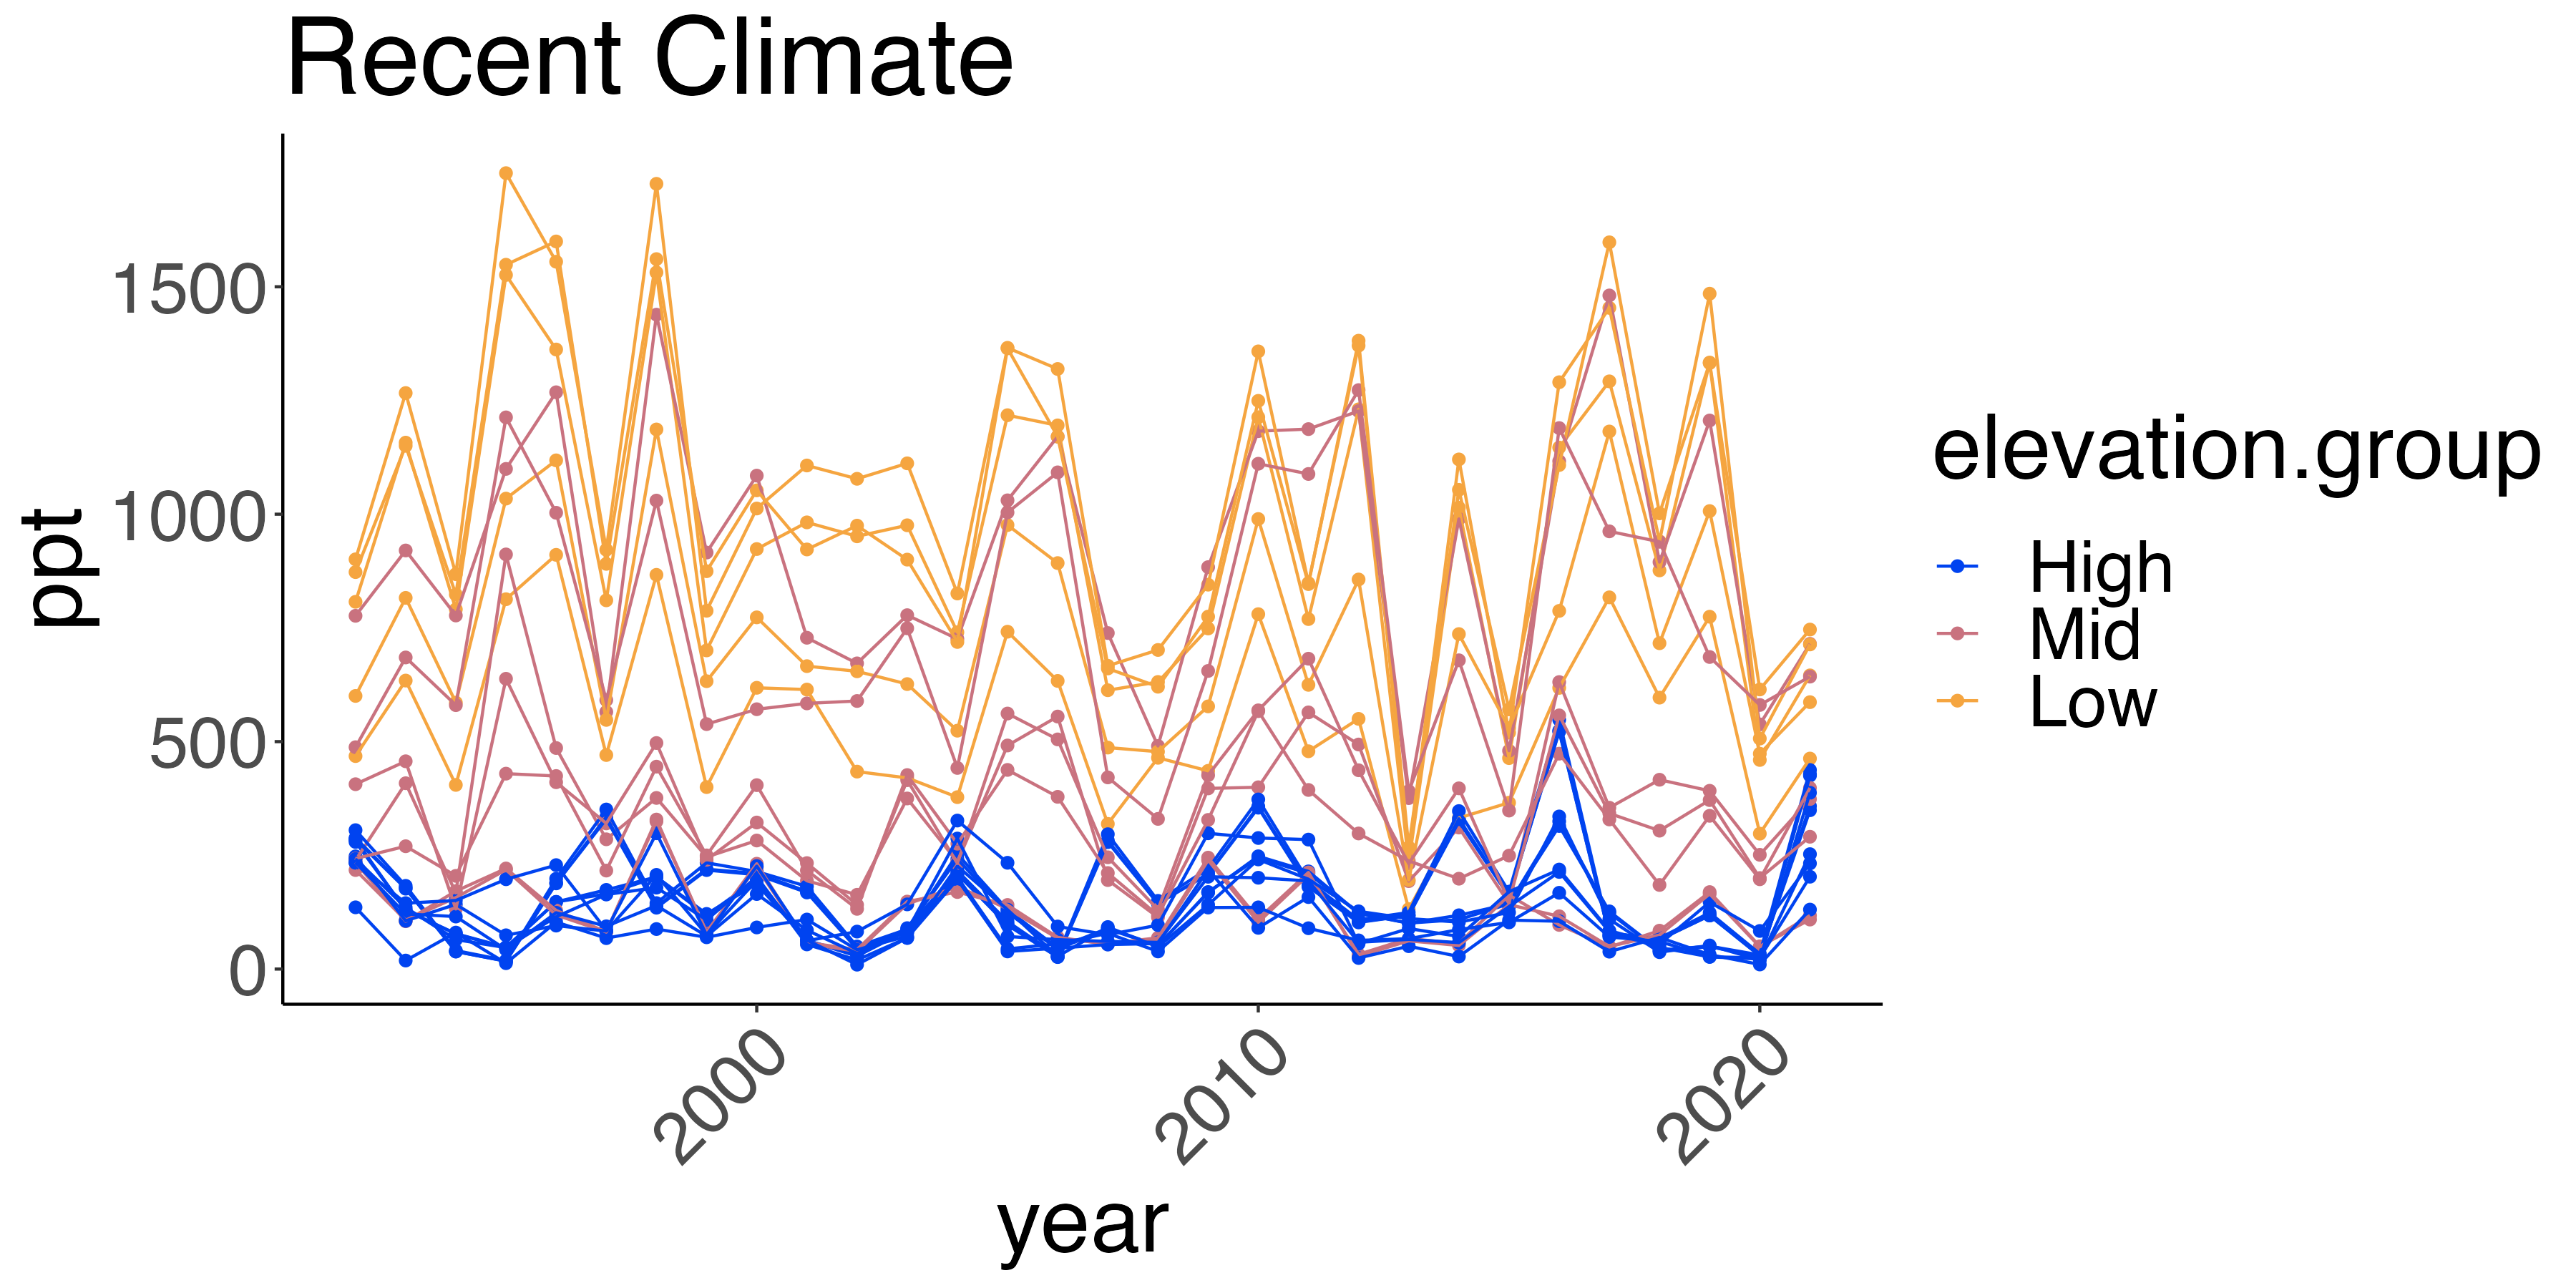 Recent Climate
ppt
1500
1000
500
0
2000
2010
2020
year
elevation.group
High
Mid
Low